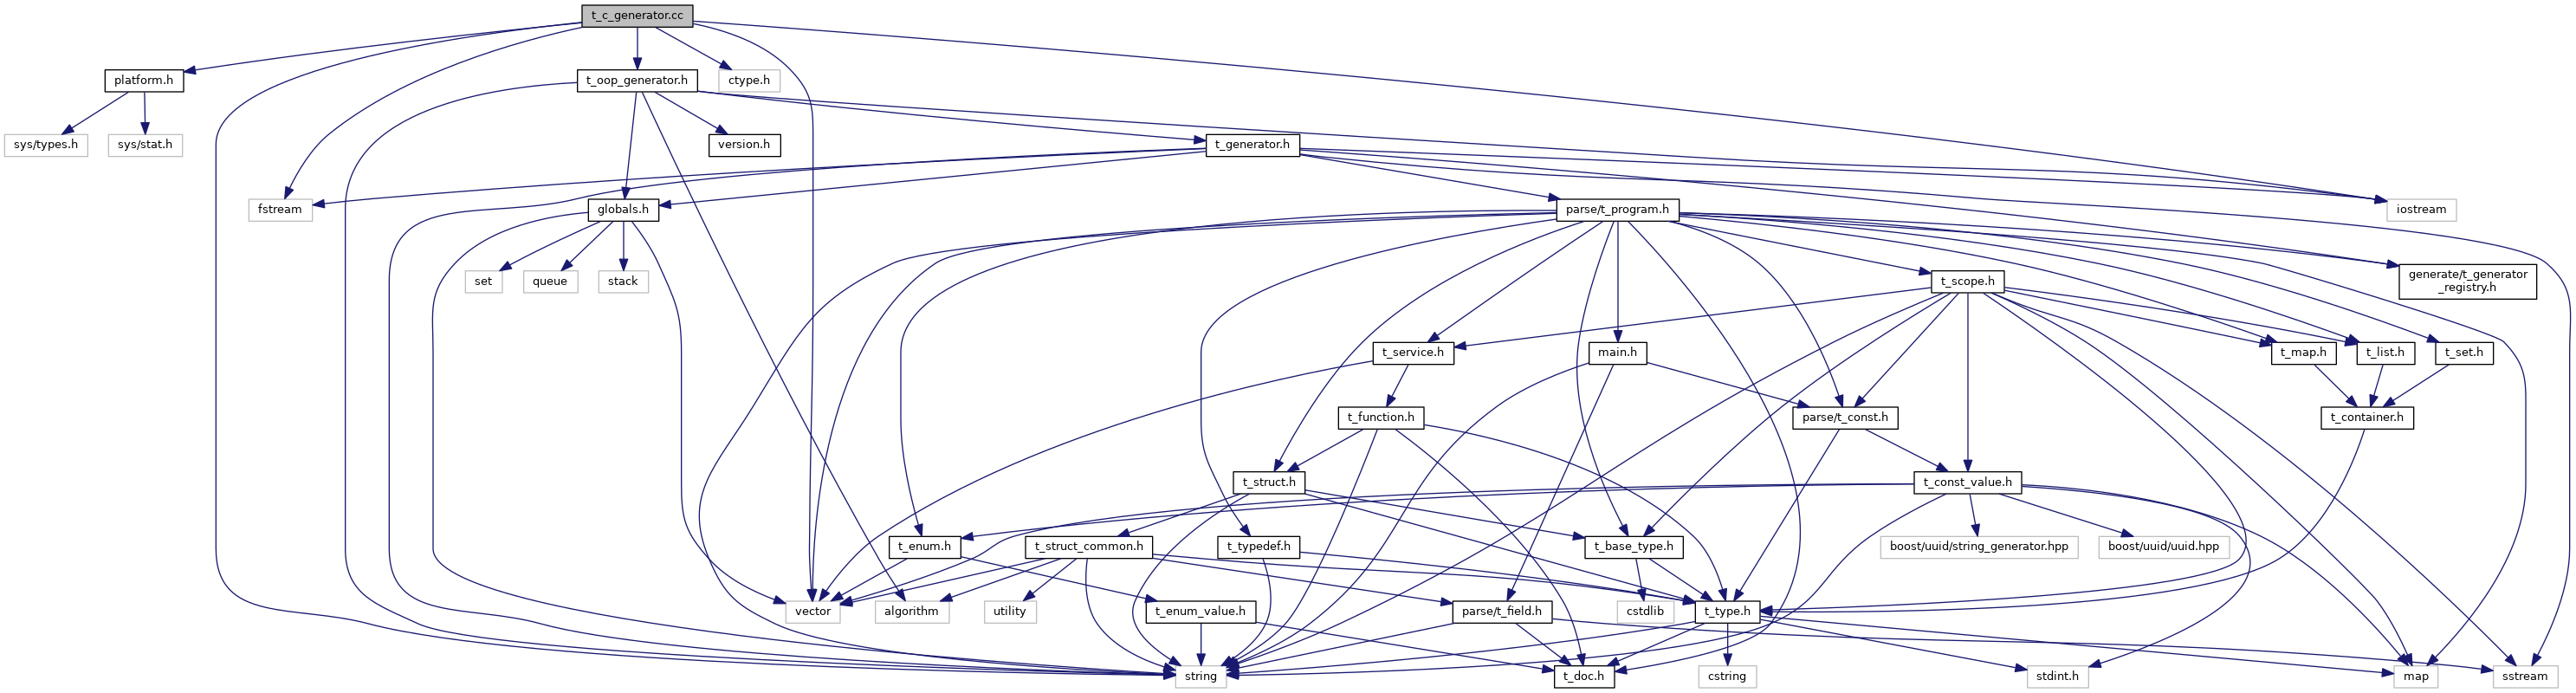 t_c_generator.cc
platform.h
t_oop_generator.h
ctype.h
sys/types.h
sys/stat.h
version.h
t_generator.h
fstream
globals.h
parse/t_program.h
iostream
set
queue
stack
t_scope.h
generate/t_generator
_registry.h
t_service.h
main.h
t_map.h
t_list.h
t_set.h
t_function.h
parse/t_const.h
t_container.h
t_struct.h
t_const_value.h
t_enum.h
t_struct_common.h
t_typedef.h
t_base_type.h
boost/uuid/string_generator.hpp
boost/uuid/uuid.hpp
vector
algorithm
utility
t_enum_value.h
parse/t_field.h
cstdlib
t_type.h
string
t_doc.h
cstring
stdint.h
map
sstream